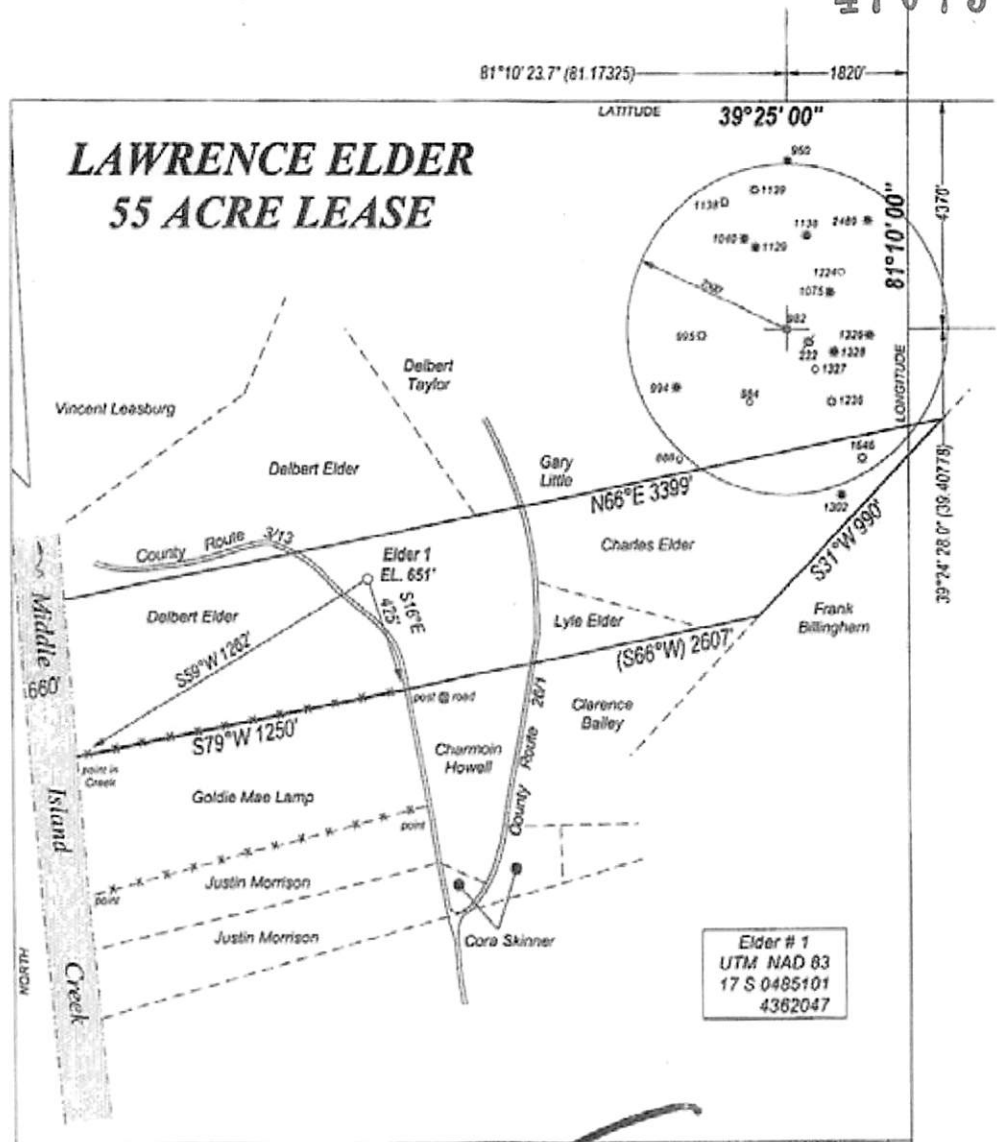 81°10' 23.7" (81.17325)
1820'
LATITUDE
39°25' 00"
LAWRENCE ELDER
55 ACRE LEASE
950
1139
1138
1136
2489
1040
1129
1224
1075
982
995
1326
222
1328
1327
994
984
1236
1646
1302
81°10' 00"
LONGITUDE
4370'
39°24' 28.0" (39.40778)
Vincent Leasburg
Delbert
Taylor
Delbert Elder
Gary
Little
N66°E 3399'
Charles Elder
S31°W 990'
County Route 3/13
Elder 1
EL. 651'
S16°E
425'
Delbert Elder
S59°W 1282'
Lyle Elder
Frank
Billingham
(S66°W) 2607'
Middle
660'
Island
Creek
post @ road
S79°W 1250'
point in
Creek
Clarence
Bailey
Charmoin
Howell
County Route 26/1
Goldie Mae Lamp
point
Justin Morrison
point
Justin Morrison
Cora Skinner
NORTH
Elder # 1
UTM NAD 83
17 S 0485101
4362047